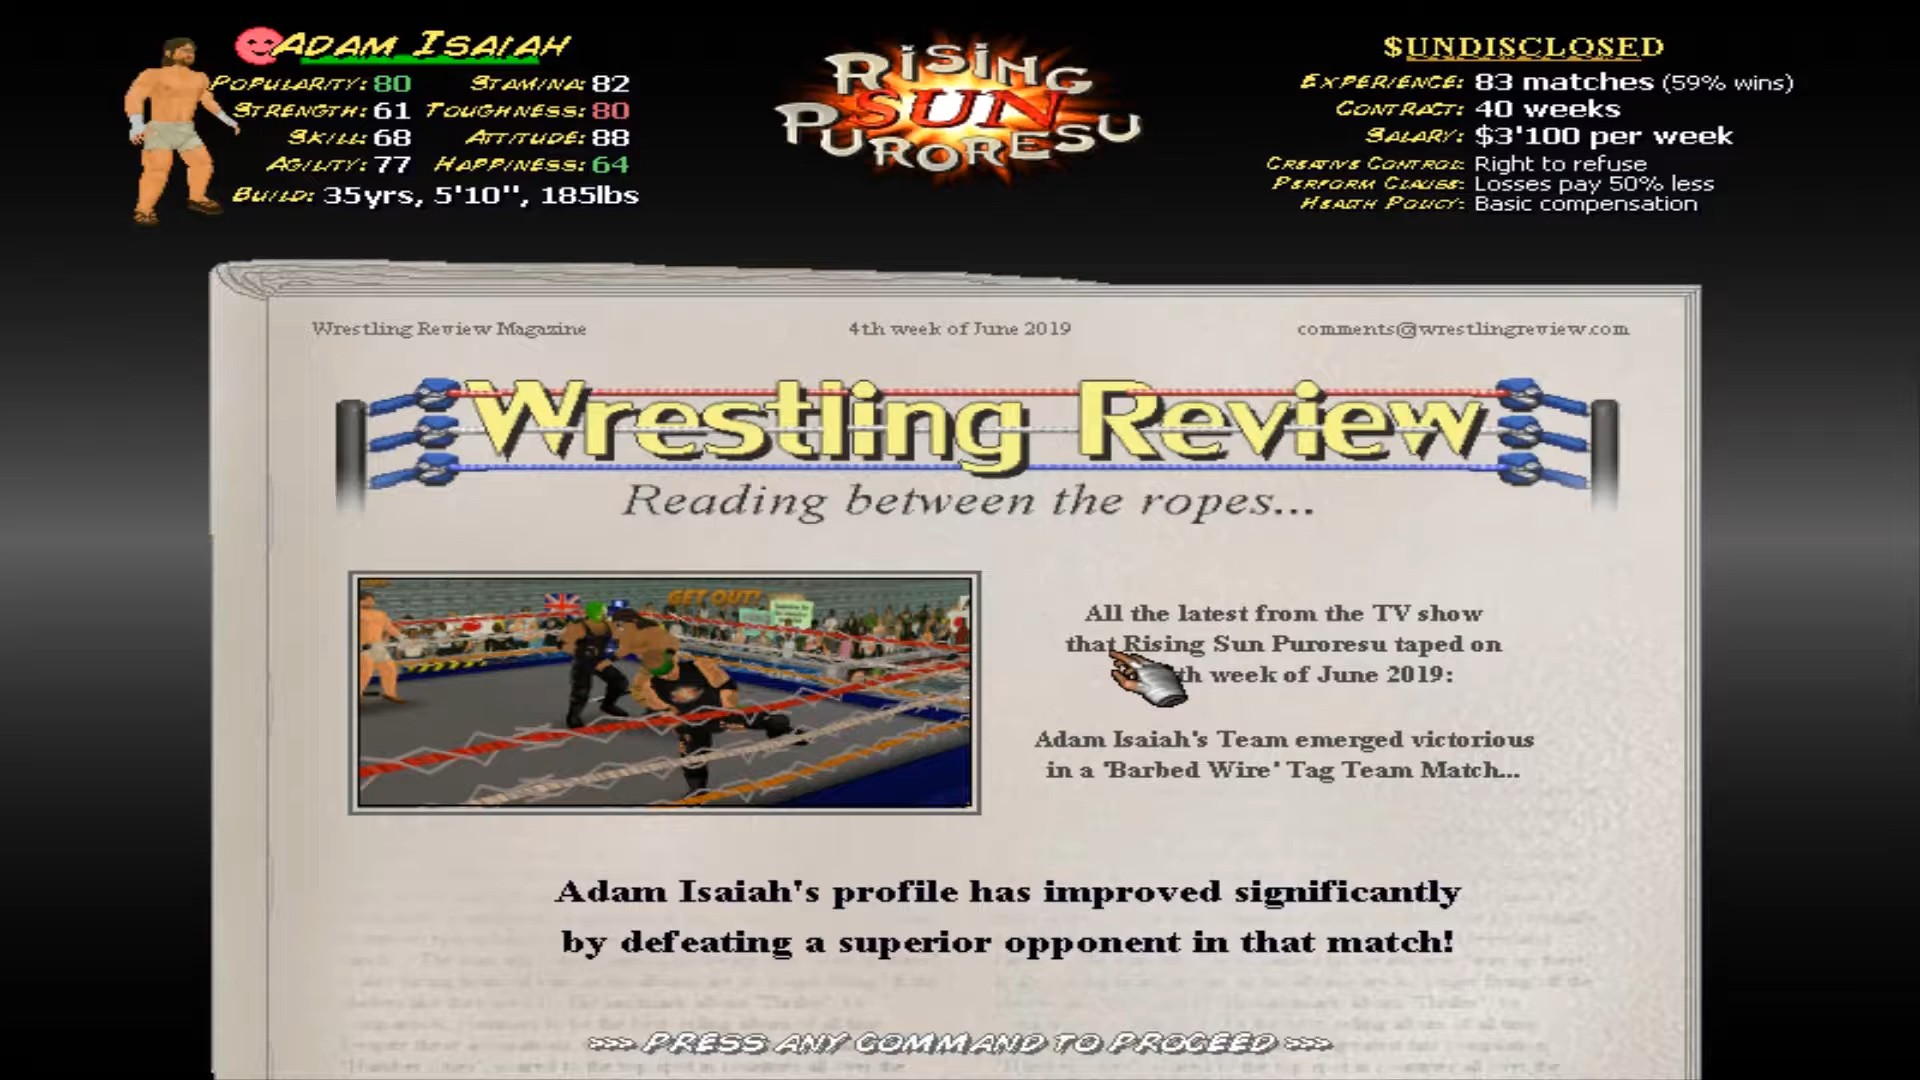 ADAM ISAIAH
POPULARITY: 80 STAMINA: 82
STRENGTH: 61 TOUGHNESS: 80
SKILL: 68 ATTITUDE: 88
AGILITY: 77 HAPPINESS: 64
BUILD: 35yrs, 5'10", 185lbs
RISING
SUN
PURORESU
$UNDISCLOSED
EXPERIENCE: 83 matches (59% wins)
CONTRACT: 40 weeks
SALARY: $3'100 per week
CREATIVE CONTROL: Right to refuse
PERFORM CLAUSE: Losses pay 50% less
HEALTH POLICY: Basic compensation
Wrestling Review Magazine 4th week of June 2019 comments@wrestlingreview.com
Wrestling Review
Reading between the ropes...
GET OUT!
All the latest from the TV show
that Rising Sun Puroresu taped on
th week of June 2019:
Adam Isaiah's Team emerged victorious
in a 'Barbed Wire' Tag Team Match...
Adam Isaiah's profile has improved significantly
by defeating a superior opponent in that match!
>>> PRESS ANY COMMAND TO PROCEED >>>